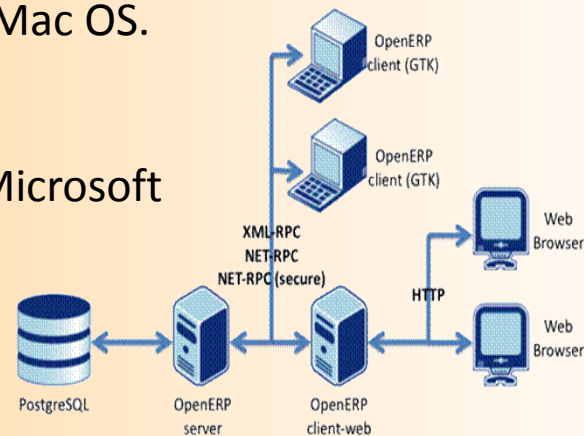 Mac OS.
OpenERP
client (GTK)
Microsoft
OpenERP
client (GTK)
XML-RPC
NET-RPC
NET-RPC (secure)
Web
Browser
HTTP
Web
Browser
PostgreSQL
OpenERP
server
OpenERP
client-web